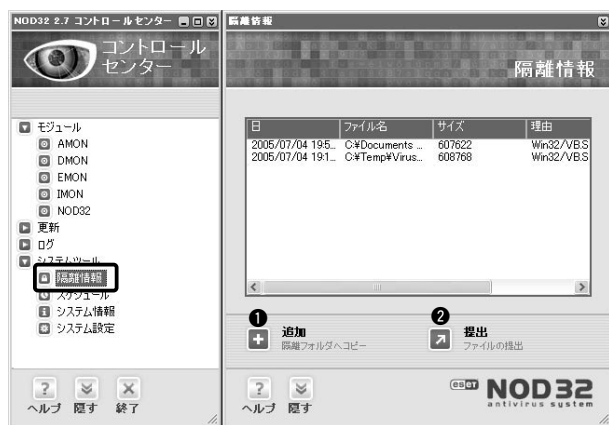 NOD32 2.7 コントロールセンター
コントロール
センター
モジュール
AMON
DMON
EMON
IMON
NOD32
更新
ログ
システムツール
隔離情報
スケジュール
システム情報
システム設定
ヘルプ 隠す 終了
隔離情報
隔離情報
日 ファイル名 サイズ 理由
2005/07/04 19:5... C:¥Documents ... 607622 Win32/VB.S
2005/07/04 19:1... C:¥Temp¥Virus... 608768 Win32/VB.S
1 追加
隔離フォルダへコピー
2 提出
ファイルの提出
ヘルプ 隠す
eset NOD32
antivirus system